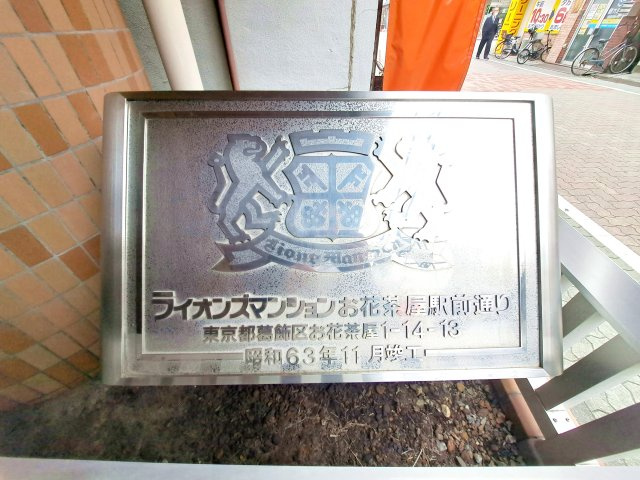 Lions Mansion
ライオンズマンションお花茶屋駅前通り
東京都葛飾区お花茶屋1-14-13
昭和63年11月竣工